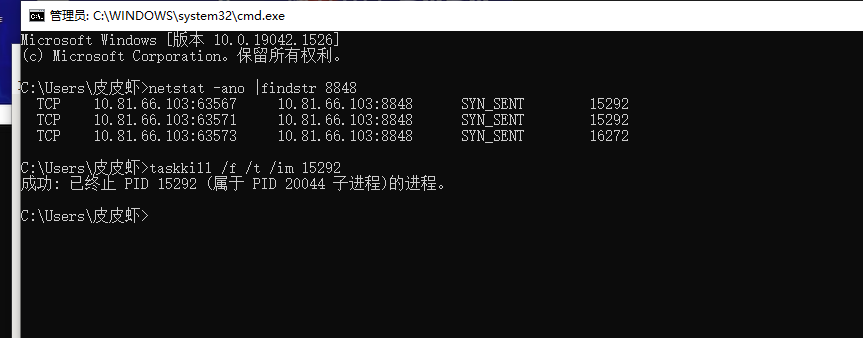 管理员: C:\WINDOWS\system32\cmd.exe
Microsoft Windows [版本 10.0.19042.1526]
(c) Microsoft Corporation。保留所有权利。
C:\Users\皮皮虾>netstat -ano |findstr 8848
TCP    10.81.66.103:63567    10.81.66.103:8848    SYN_SENT    15292
TCP    10.81.66.103:63571    10.81.66.103:8848    SYN_SENT    15292
TCP    10.81.66.103:63573    10.81.66.103:8848    SYN_SENT    16272
C:\Users\皮皮虾>taskkill /f /t /im 15292
成功: 已终止 PID 15292 (属于 PID 20044 子进程)的进程。
C:\Users\皮皮虾>